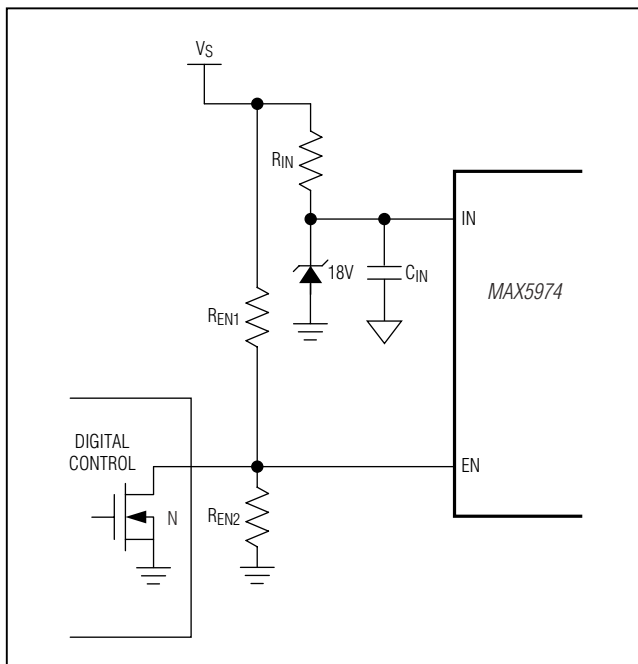 VS
RIN
IN
18V
CIN
MAX5974
REN1
DIGITAL
CONTROL
EN
N
REN2